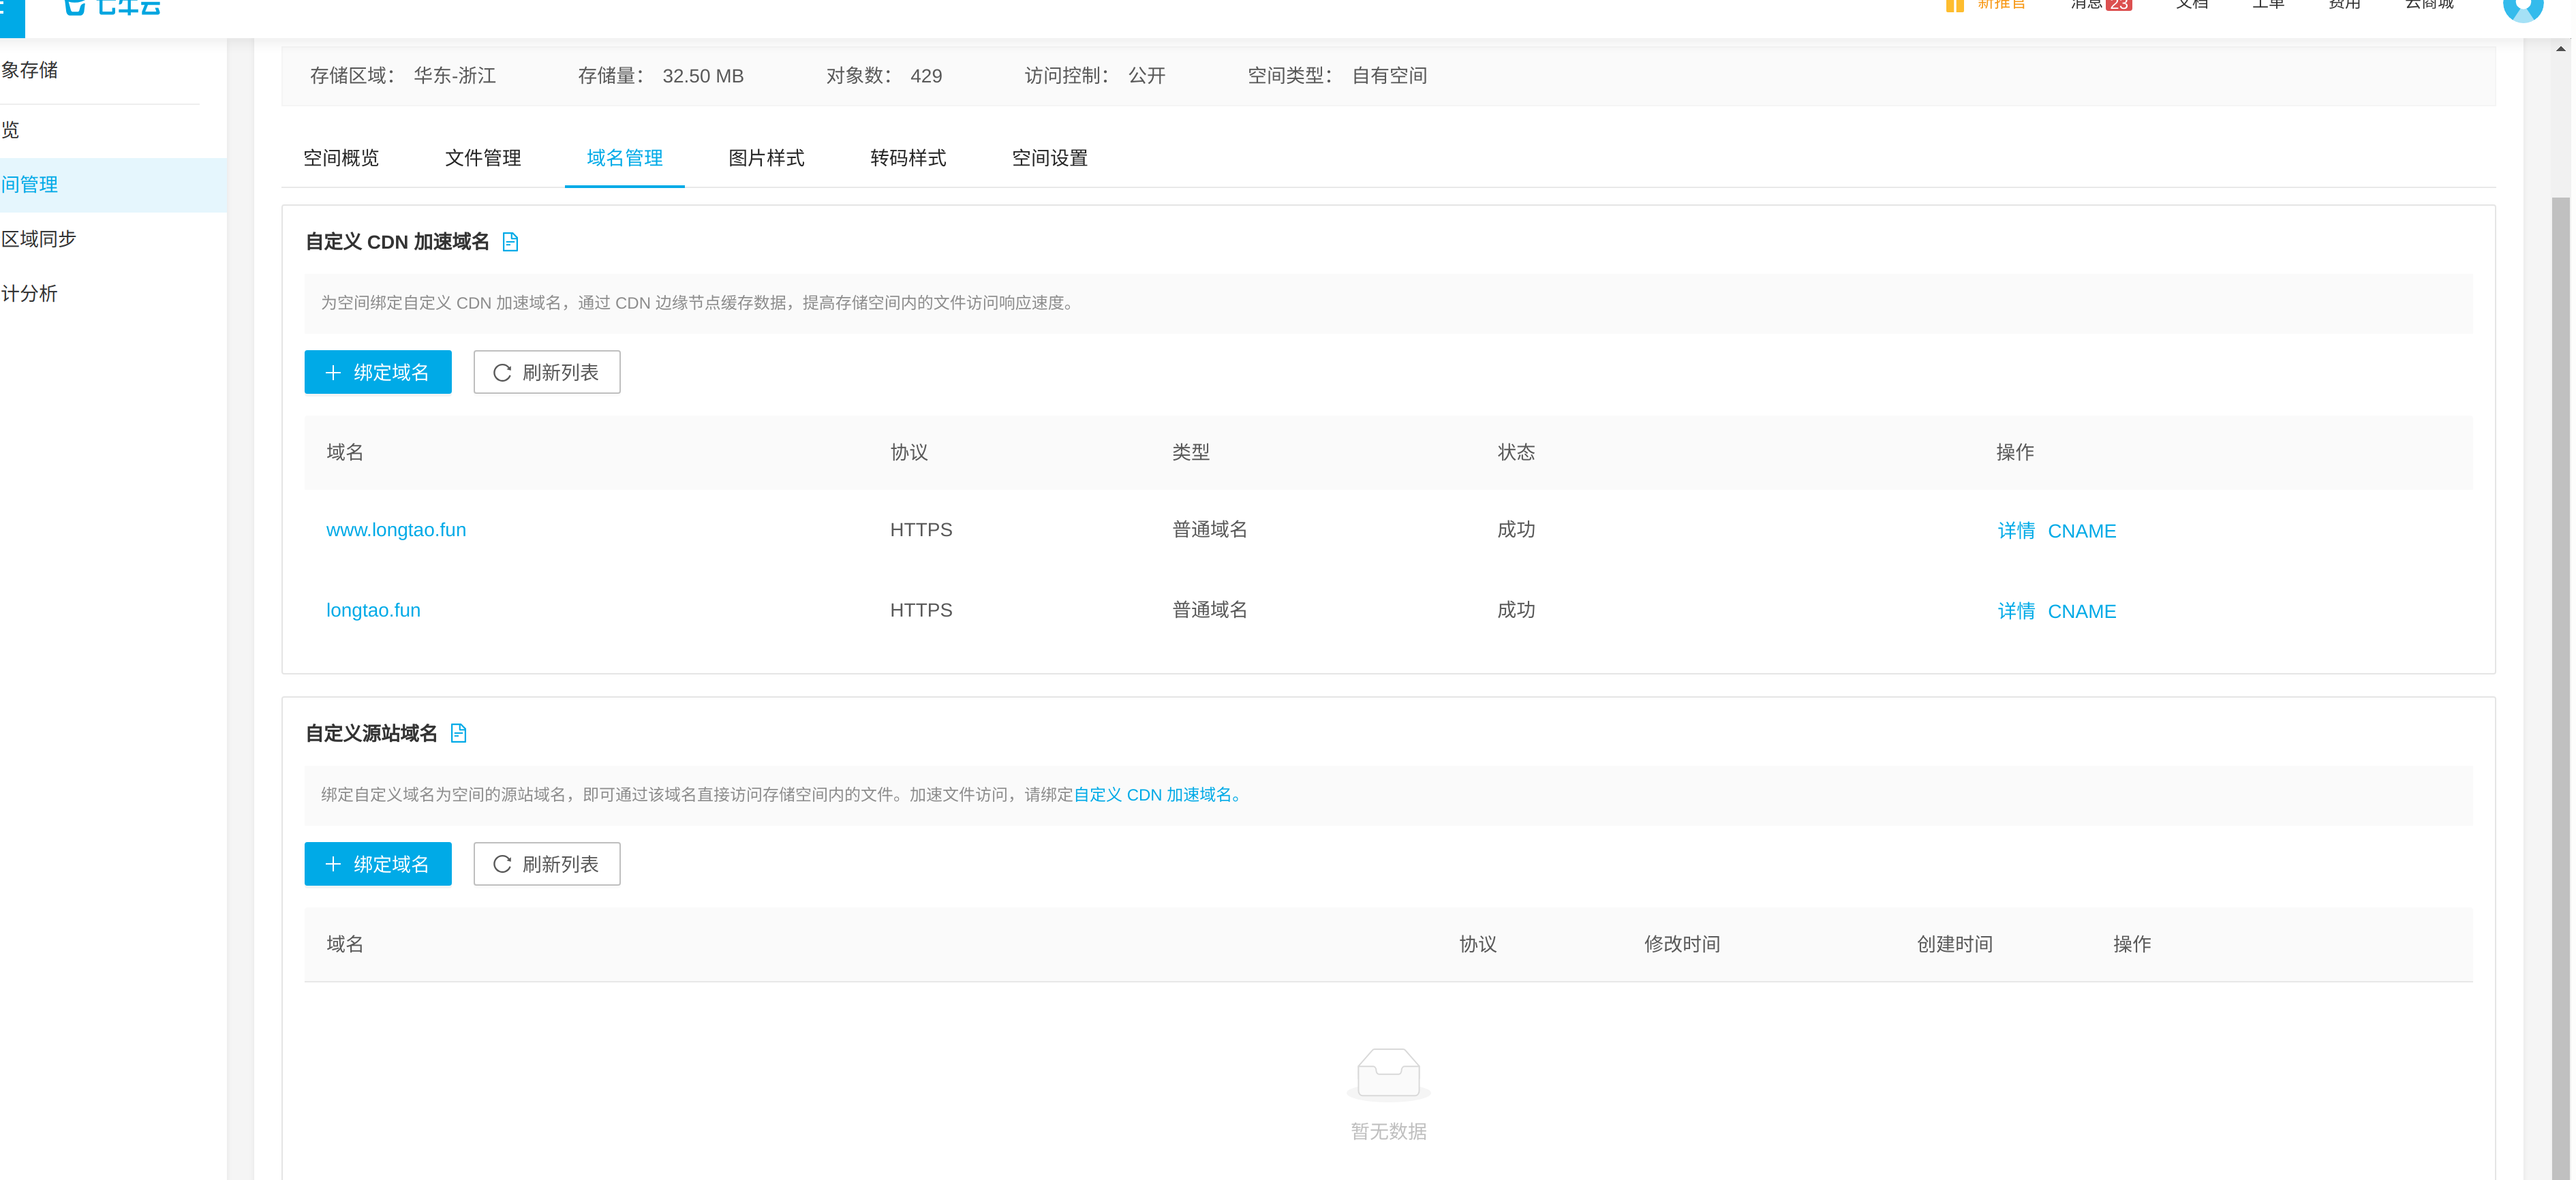 七牛云
新推官
消息 23
文档
工单
费用
云商城
象存储
览
间管理
区域同步
计分析
存储区域： 华东-浙江 存储量： 32.50 MB 对象数： 429 访问控制： 公开 空间类型： 自有空间
空间概览 文件管理 域名管理 图片样式 转码样式 空间设置
自定义 CDN 加速域名
为空间绑定自定义 CDN 加速域名，通过 CDN 边缘节点缓存数据，提高存储空间内的文件访问响应速度。
绑定域名 刷新列表
域名 协议 类型 状态 操作
www.longtao.fun HTTPS 普通域名 成功 详情 CNAME
longtao.fun HTTPS 普通域名 成功 详情 CNAME
自定义源站域名
绑定自定义域名为空间的源站域名，即可通过该域名直接访问存储空间内的文件。加速文件访问，请绑定自定义 CDN 加速域名。
绑定域名 刷新列表
域名 协议 修改时间 创建时间 操作
暂无数据